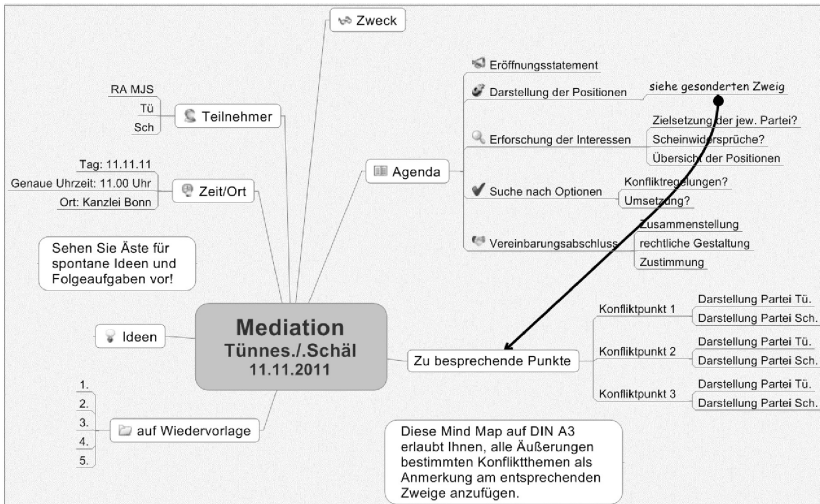 Zweck
Teilnehmer
RA MJS
Tü
Sch
Zeit/Ort
Tag: 11.11.11
Genaue Uhrzeit: 11.00 Uhr
Ort: Kanzlei Bonn
Sehen Sie Äste für
spontane Ideen und
Folgeaufgaben vor!
Ideen
auf Wiedervorlage
1.
2.
3.
4.
5.
Mediation
Tünnes./.Schäl
11.11.2011
Agenda
Eröffnungsstatement
Darstellung der Positionen
siehe gesonderten Zweig
Erforschung der Interessen
Zielsetzung der jew. Partei?
Scheinwidersprüche?
Übersicht der Positionen
Suche nach Optionen
Konfliktregelungen?
Umsetzung?
Vereinbarungsabschluss
Zusammenstellung
rechtliche Gestaltung
Zustimmung
Zu besprechende Punkte
Konfliktpunkt 1
Darstellung Partei Tü.
Darstellung Partei Sch.
Konfliktpunkt 2
Darstellung Partei Tü.
Darstellung Partei Sch.
Konfliktpunkt 3
Darstellung Partei Tü.
Darstellung Partei Sch.
Diese Mind Map auf DIN A3
erlaubt Ihnen, alle Äußerungen
bestimmten Konfliktthemen als
Anmerkung am entsprechenden
Zweige anzufügen.